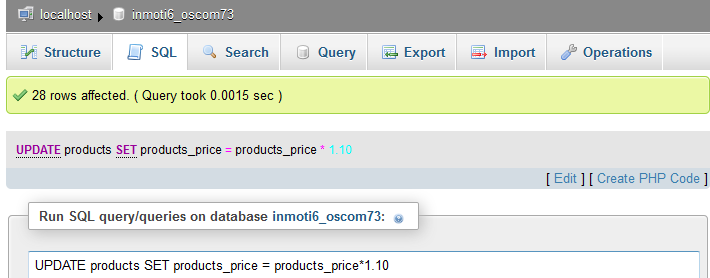 localhost inmoti6_oscom73
Structure SQL Search Query Export Import Operations
28 rows affected. ( Query took 0.0015 sec )
UPDATE products SET products_price = products_price * 1.10
[ Edit ] [ Create PHP Code ]
Run SQL query/queries on database inmoti6_oscom73:
UPDATE products SET products_price = products_price*1.10